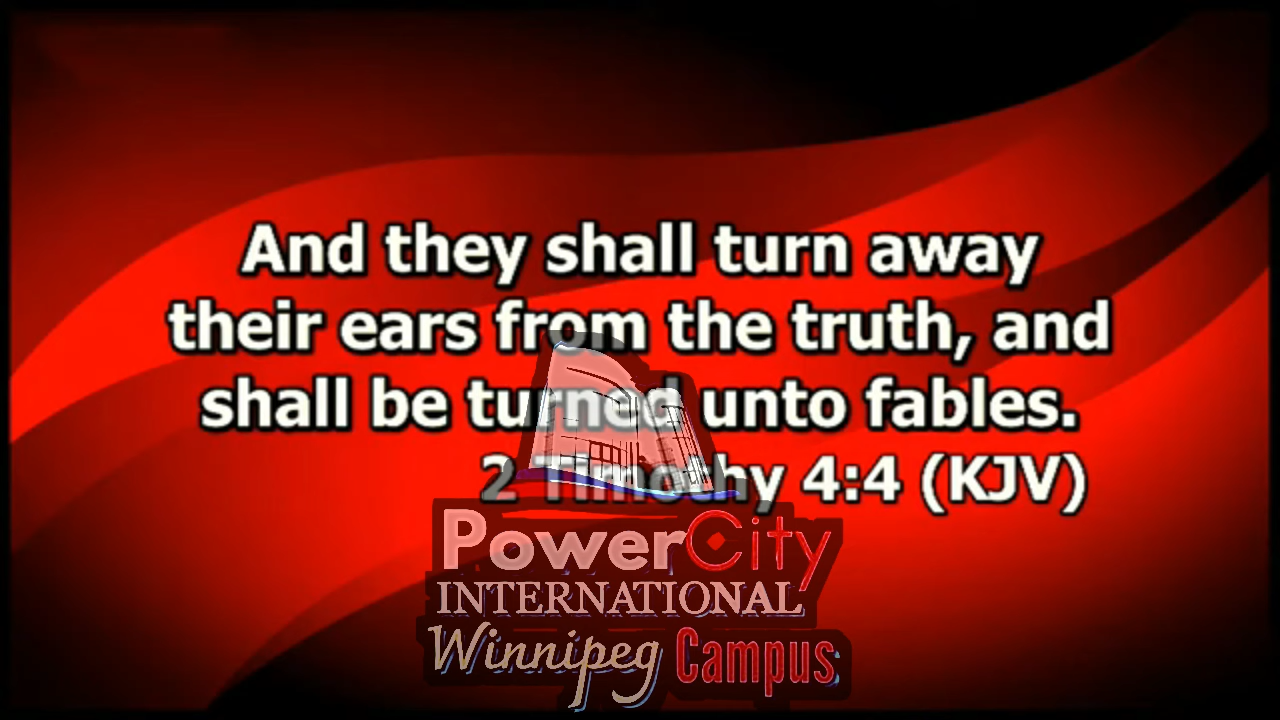 And they shall turn away
their ears from the truth, and
shall be turned unto fables.
2 Timothy 4:4 (KJV)
PowerCity
INTERNATIONAL
Winnipeg Campus